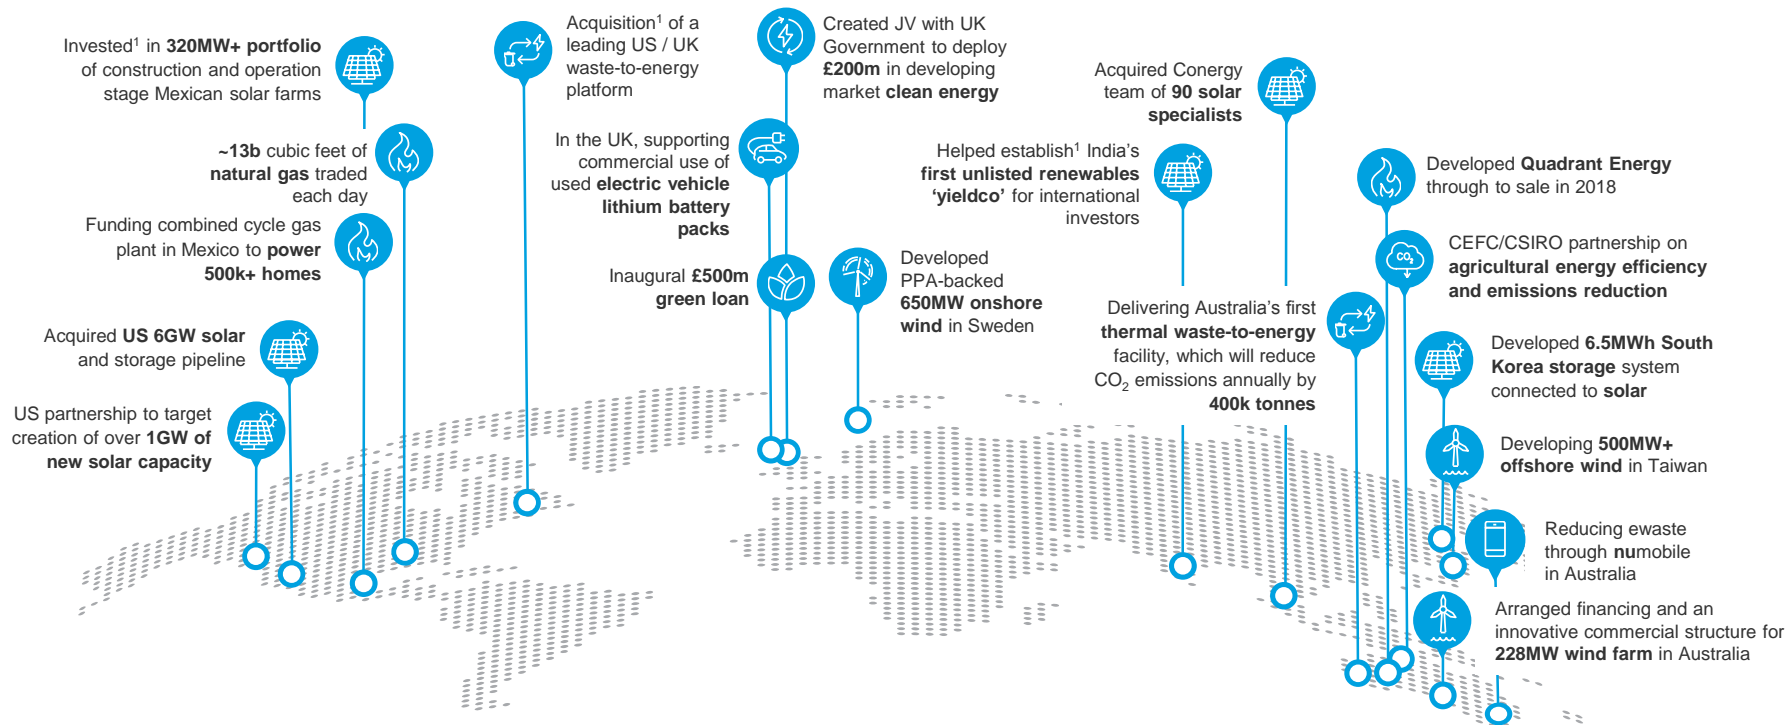 Invested¹ in 320MW+ portfolio
of construction and operation
stage Mexican solar farms
~13b cubic feet of
natural gas traded
each day
Funding combined cycle gas
plant in Mexico to power
500k+ homes
Acquired US 6GW solar
and storage pipeline
US partnership to target
creation of over 1GW of
new solar capacity
Acquisition¹ of a
leading US / UK
waste-to-energy
platform
In the UK, supporting
commercial use of
used electric vehicle
lithium battery
packs
Inaugural £500m
green loan
Created JV with UK
Government to deploy
£200m in developing
market clean energy
Developed
PPA-backed
650MW onshore
wind in Sweden
Acquired Conergy
team of 90 solar
specialists
Helped establish¹ India's
first unlisted renewables
'yieldco' for international
investors
Delivering Australia's first
thermal waste-to-energy
facility, which will reduce
CO₂ emissions annually by
400k tonnes
Developed Quadrant Energy
through to sale in 2018
CO₂
CEFC/CSIRO partnership on
agricultural energy efficiency
and emissions reduction
Developed 6.5MWh South
Korea storage system
connected to solar
Developing 500MW+
offshore wind in Taiwan
Reducing ewaste
through numobile
in Australia
Arranged financing and an
innovative commercial structure for
228MW wind farm in Australia